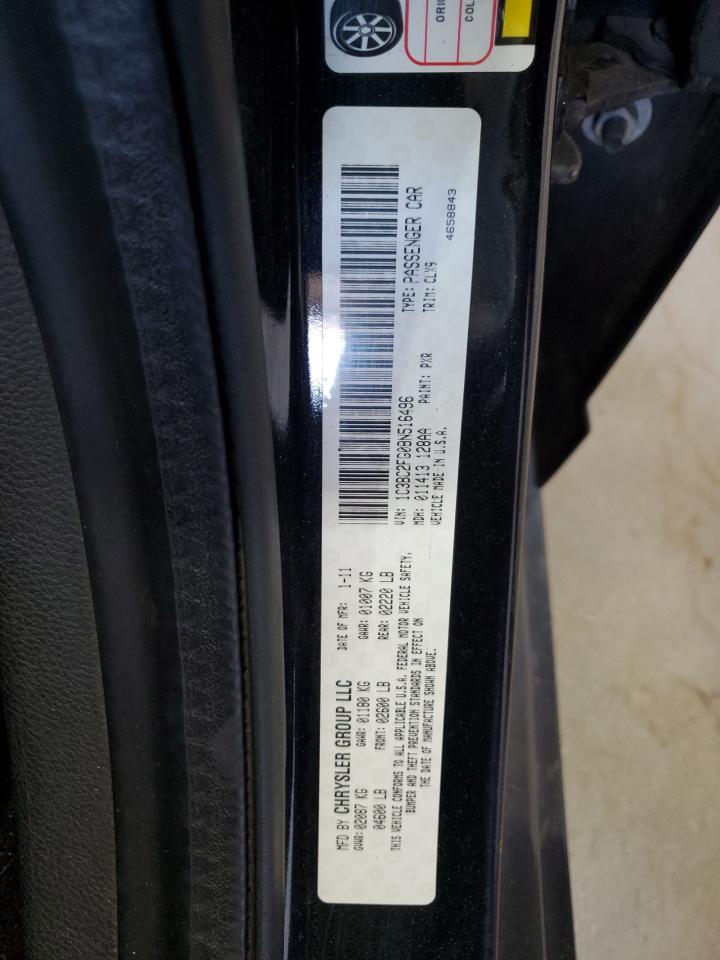 ORIG
COL
MFD BY CHRYSLER GROUP LLC DATE OF MFR: 1-11
GVWR: 02087 KG GAWR: 01180 KG GAWR: 01007 KG
04600 LB FRONT: 02600 LB REAR: 02220 LB
THIS VEHICLE CONFORMS TO ALL APPLICABLE U.S.A. FEDERAL MOTOR VEHICLE SAFETY,
BUMPER AND THEFT PREVENTION STANDARDS IN EFFECT ON
THE DATE OF MANUFACTURE SHOWN ABOVE.
VIN: 1C3BC2FG0BN516496 TYPE: PASSENGER CAR
MDH: 011413 128AA PAINT: PXR TRIM: CLX9
VEHICLE MADE IN U.S.A. 4658843